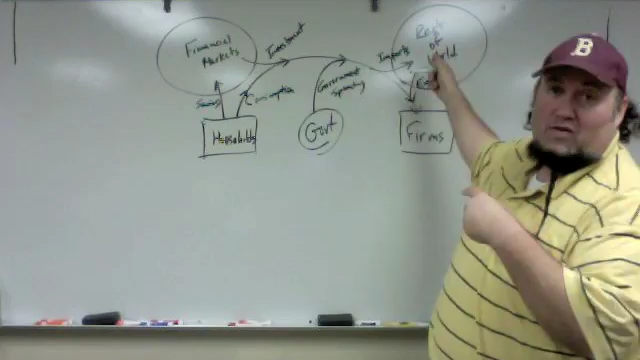 Financial
Markets
Investment
Savings
Consumption
Households
Government
Spending
Govt
Imports
Rest
of
World
Firms
B